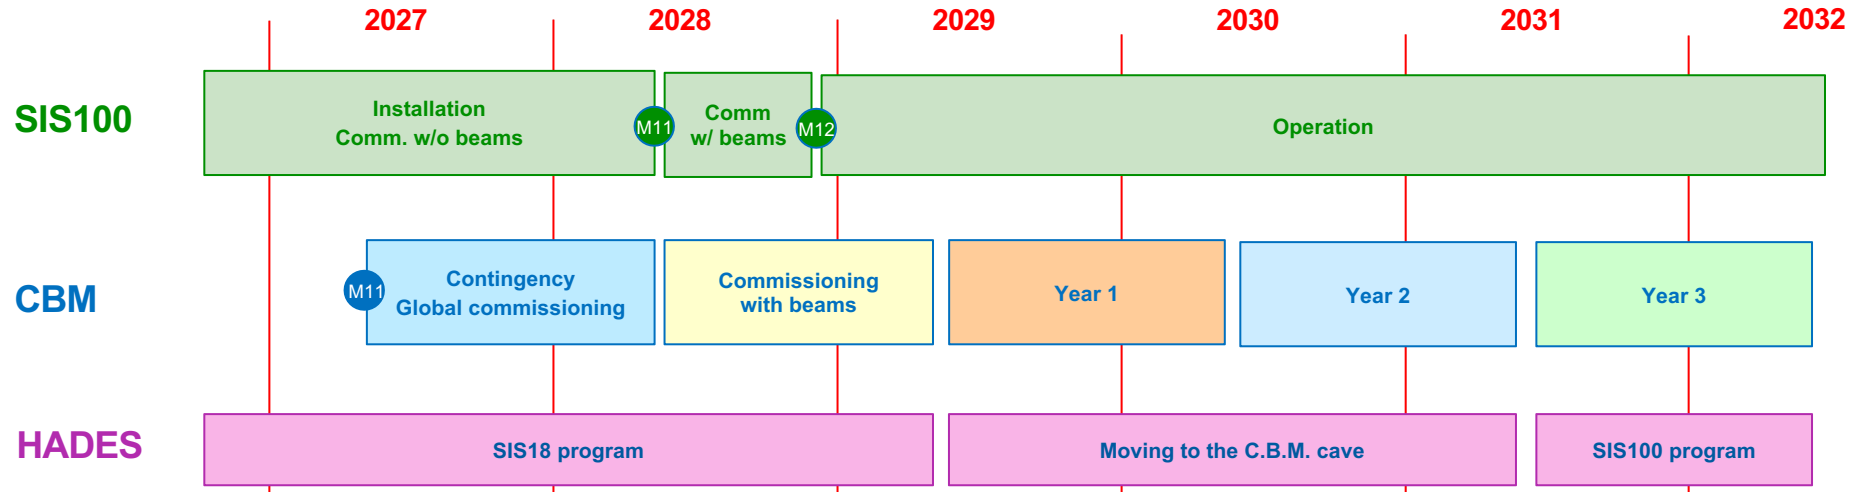 2027 2028 2029 2030 2031 2032
SIS100
Installation
Comm. w/o beams
M11
Comm
w/ beams
M12
Operation
CBM
M11
Contingency
Global commissioning
Commissioning
with beams
Year 1
Year 2
Year 3
HADES
SIS18 program
Moving to the C.B.M. cave
SIS100 program